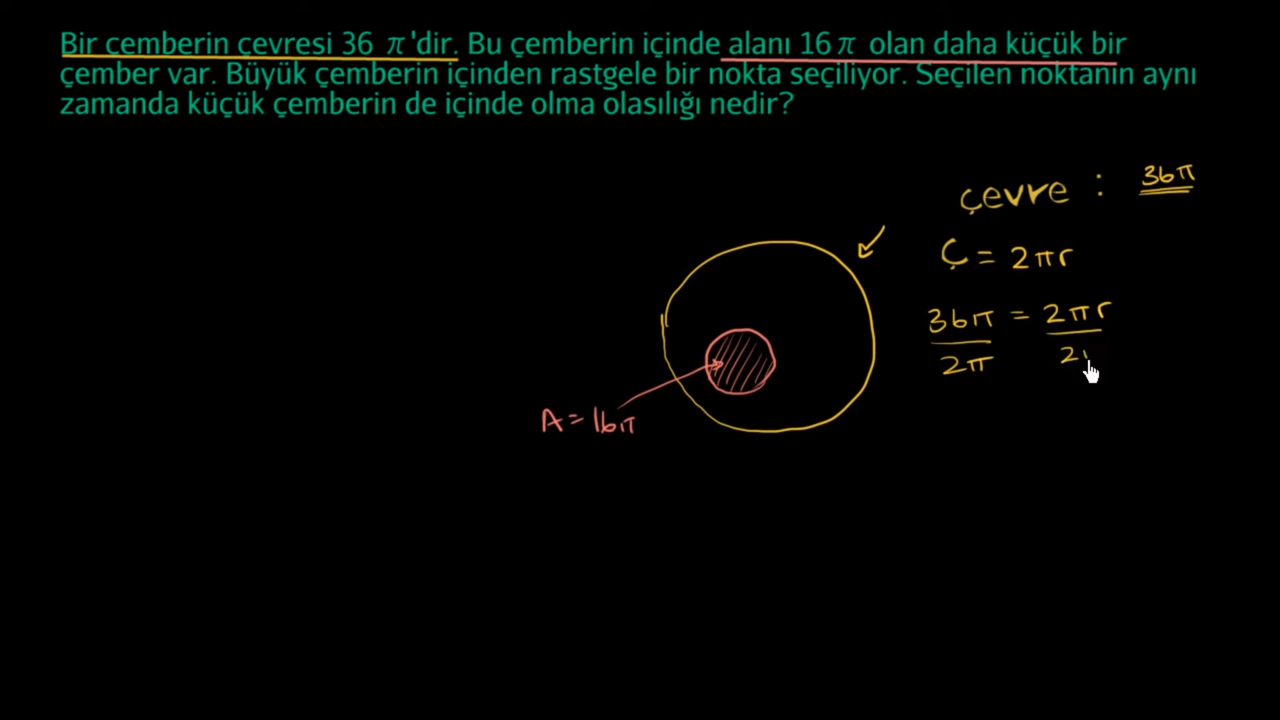 Bir çemberin çevresi 36 π'dir. Bu çemberin içinde alanı 16π olan daha küçük bir
çember var. Büyük çemberin içinden rastgele bir nokta seçiliyor. Seçilen noktanın aynı
zamanda küçük çemberin de içinde olma olasılığı nedir?
çevre : 36π
Ç = 2πr
36π = 2πr
2π 2
A = 16π